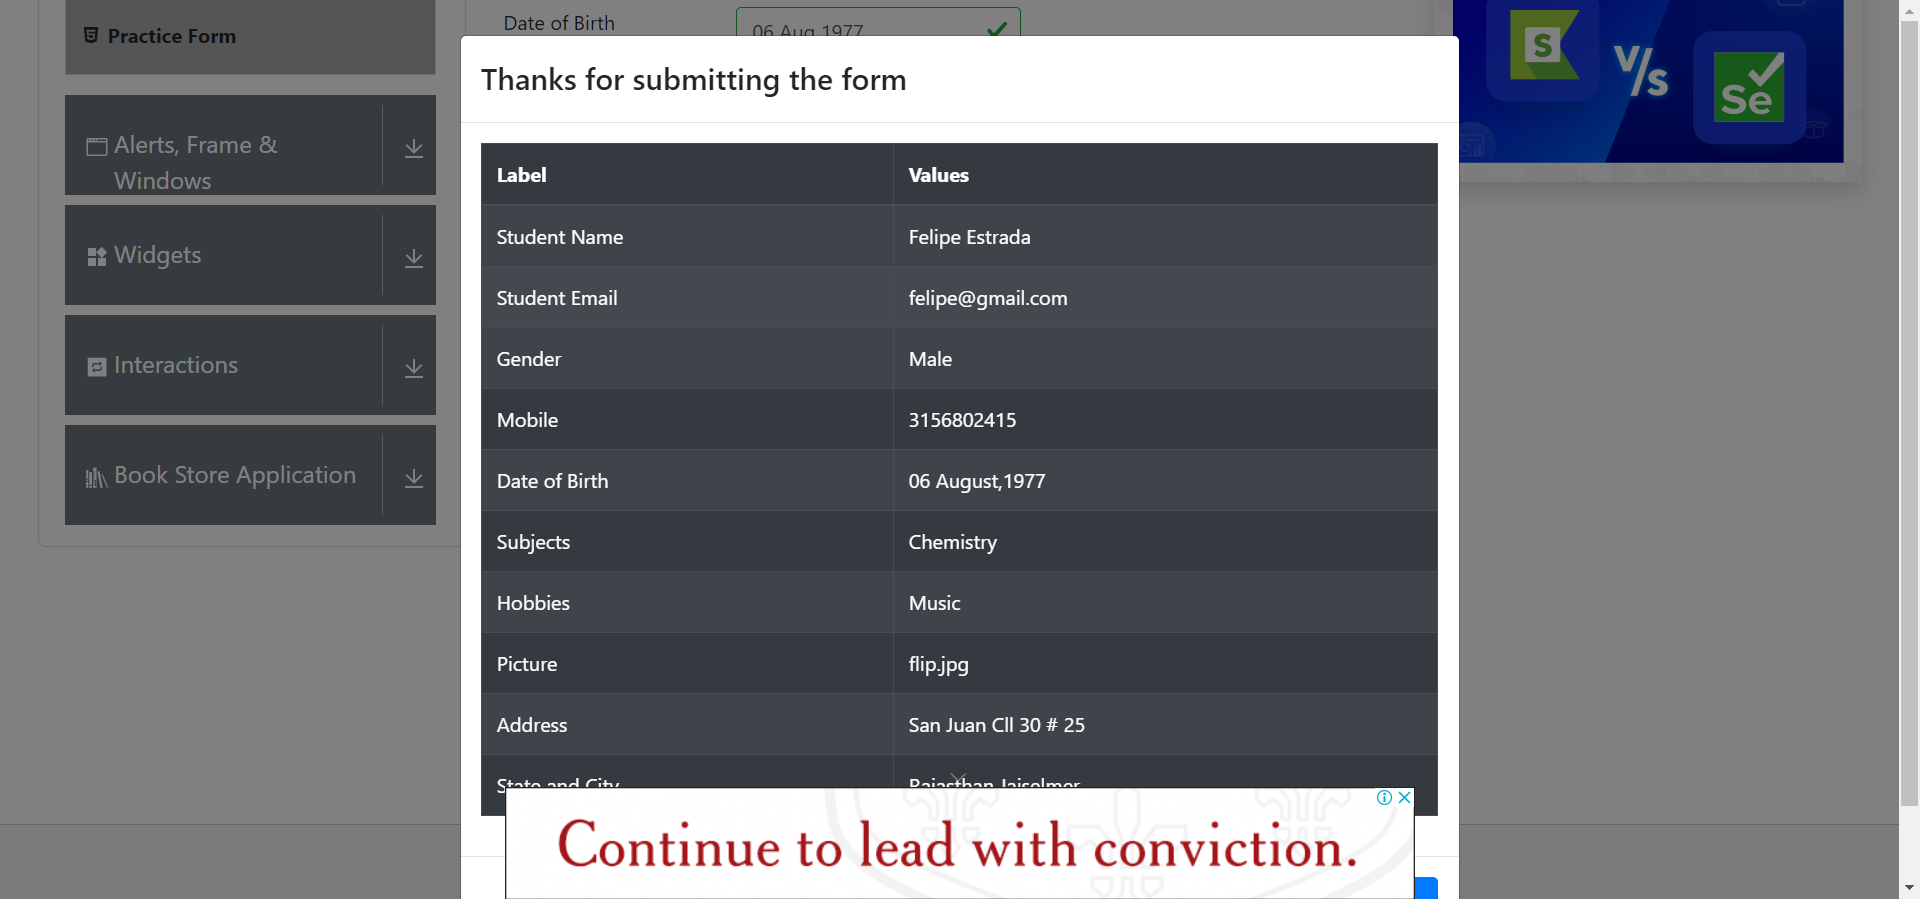 Practice Form
Date of Birth
06 Aug 1977
Alerts, Frame &
Windows
Widgets
Interactions
Book Store Application
Thanks for submitting the form
Label Values
Student Name Felipe Estrada
Student Email felipe@gmail.com
Gender Male
Mobile 3156802415
Date of Birth 06 August,1977
Subjects Chemistry
Hobbies Music
Picture flip.jpg
Address San Juan Cll 30 # 25
State and City Rajasthan Jaiselmer
Continue to lead with conviction.
S
V/s
Se